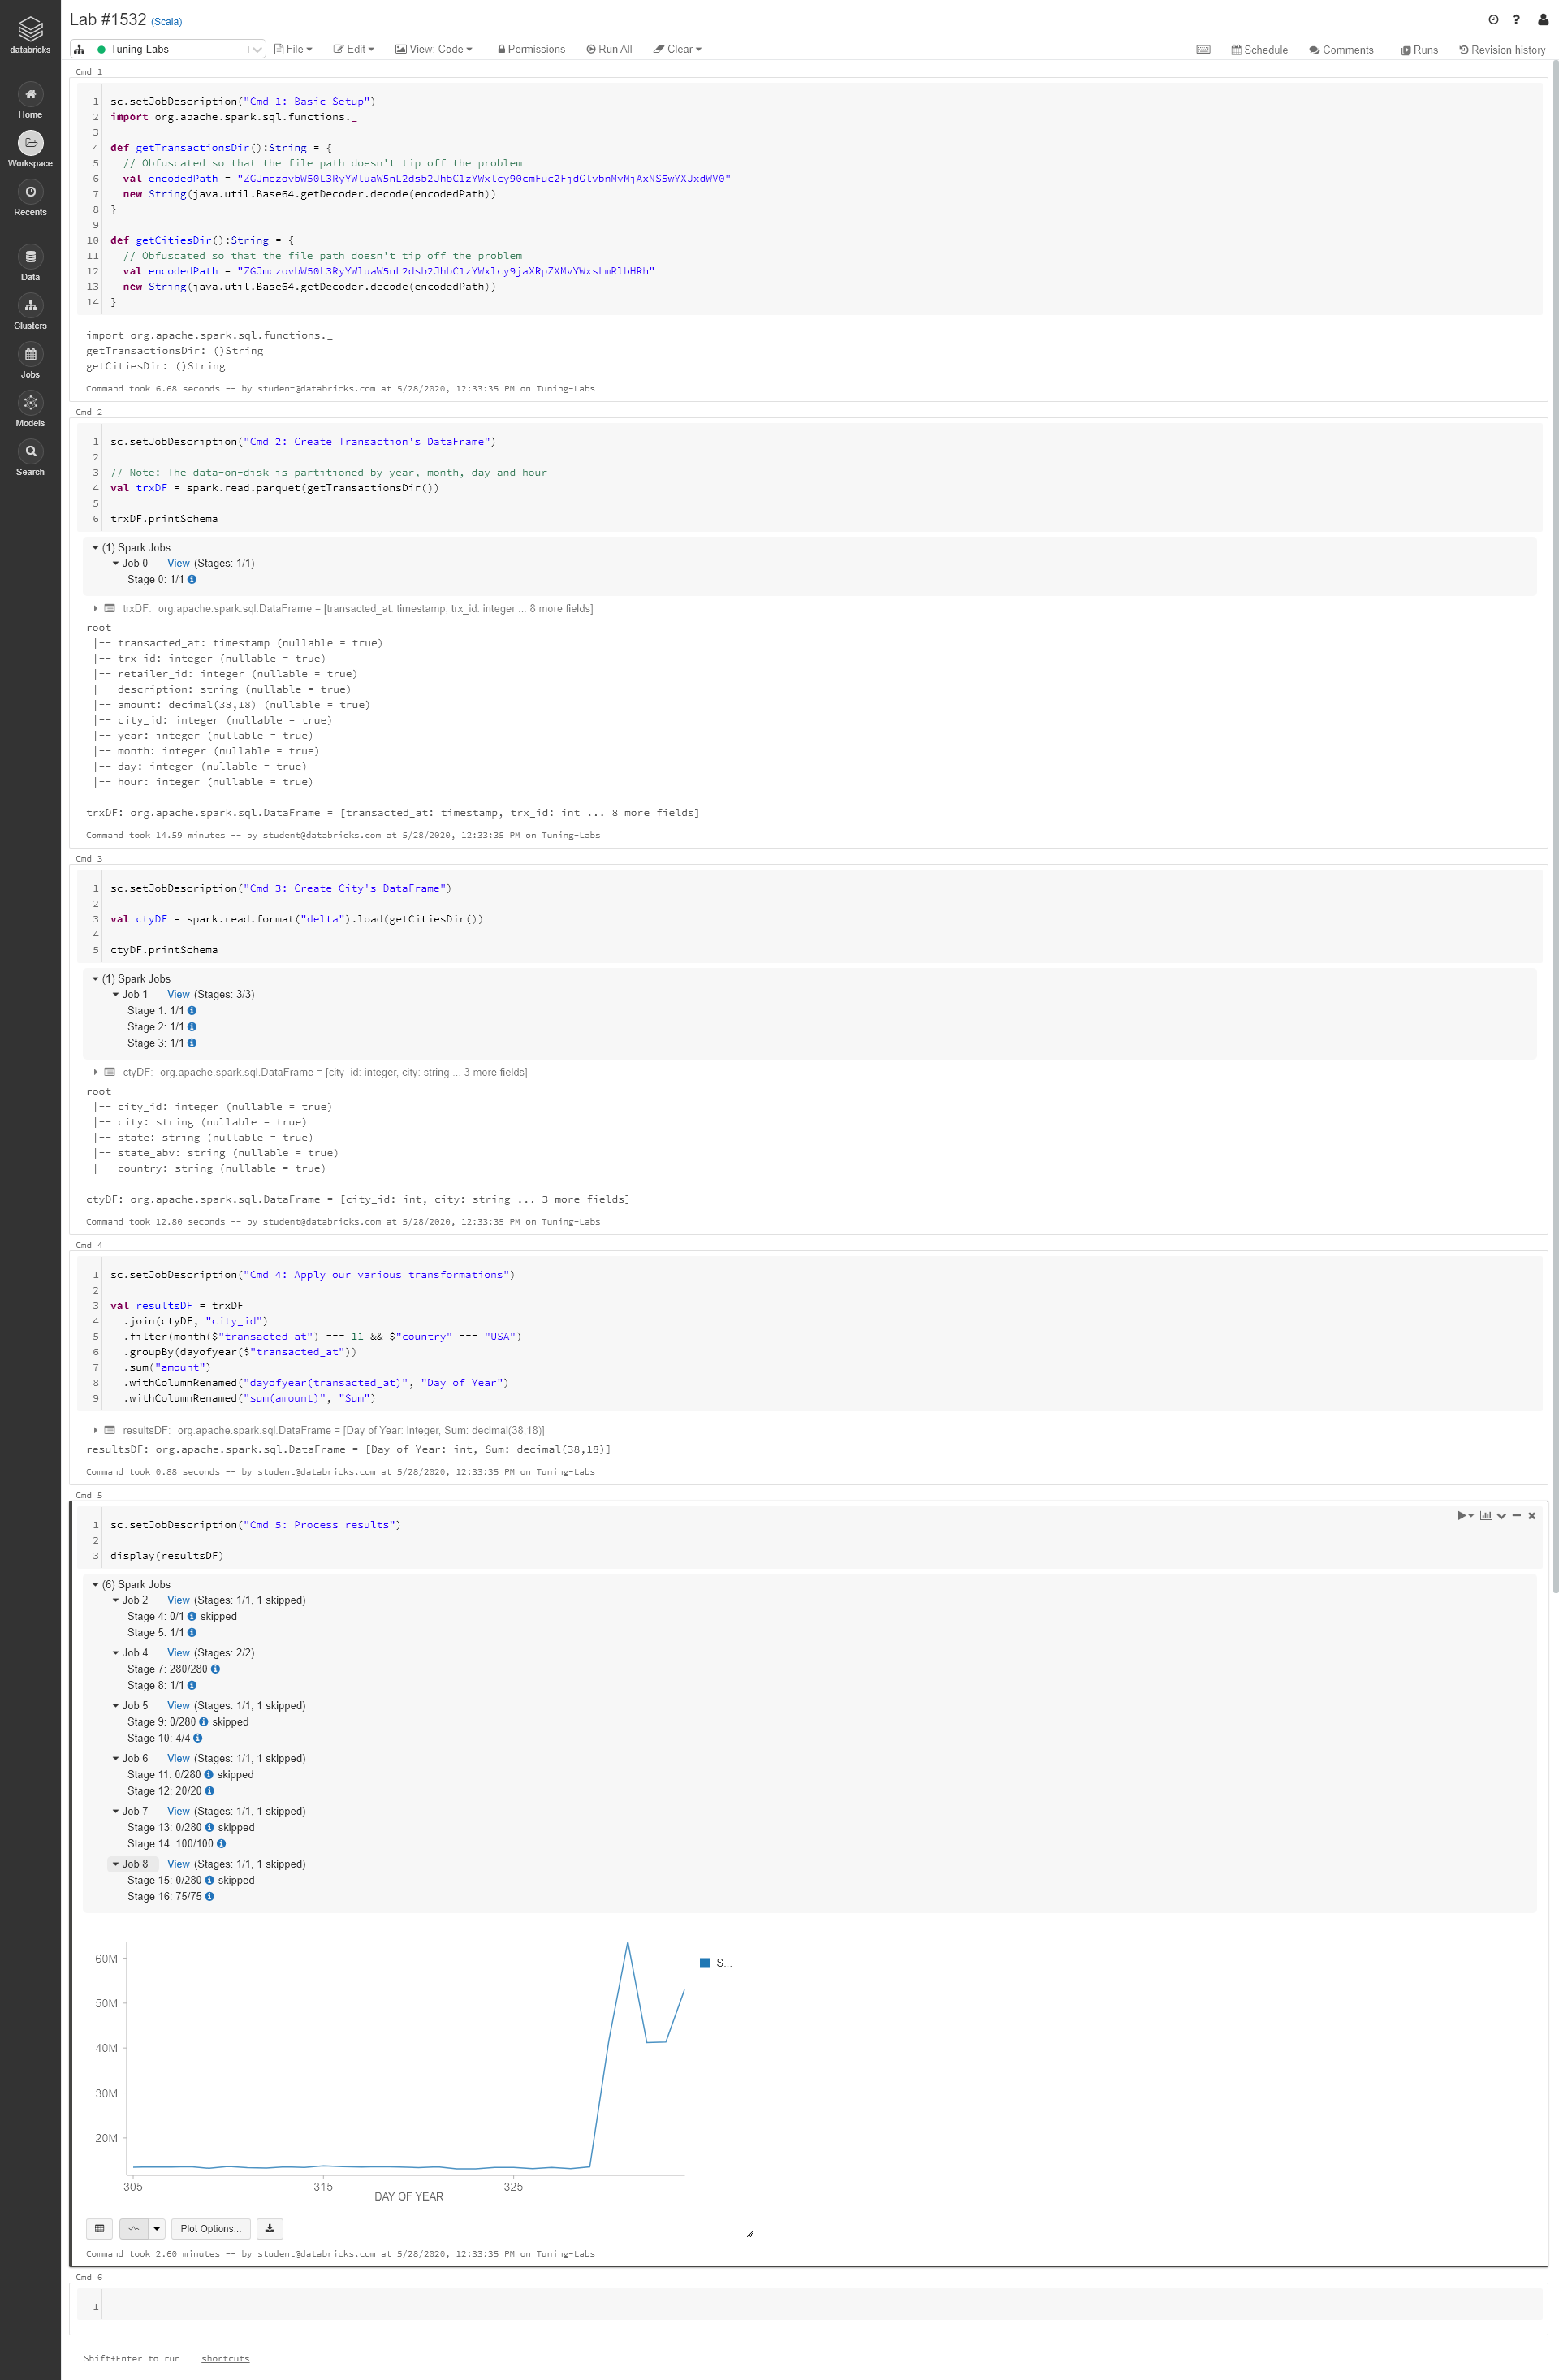 databricks
Home
Workspace
Recents
Data
Clusters
Jobs
Models
Search
Lab #1532 (Scala)
Tuning-Labs File Edit View: Code Permissions Run All Clear Schedule Comments Runs Revision history
Cmd 1
1 sc.setJobDescription("Cmd 1: Basic Setup")
2 import org.apache.spark.sql.functions._
3
4 def getTransactionsDir():String = {
5 // Obfuscated so that the file path doesn't tip off the problem
6 val encodedPath = "ZGJmczovbW50L3RyYWluaW5nL2dsb2JhbC1zYWxlcy90cmFuc2FjdGlvbnMvMjAxNS5wYXJxdWV0"
7 new String(java.util.Base64.getDecoder.decode(encodedPath))
8 }
9
10 def getCitiesDir():String = {
11 // Obfuscated so that the file path doesn't tip off the problem
12 val encodedPath = "ZGJmczovbW50L3RyYWluaW5nL2dsb2JhbC1zYWxlcy9jaXRpZXMvYWxsLmRlbHRh"
13 new String(java.util.Base64.getDecoder.decode(encodedPath))
14 }
import org.apache.spark.sql.functions._
getTransactionsDir: ()String
getCitiesDir: ()String
Command took 6.68 seconds -- by student@databricks.com at 5/28/2020, 12:33:35 PM on Tuning-Labs
Cmd 2
1 sc.setJobDescription("Cmd 2: Create Transaction's DataFrame")
2
3 // Note: The data-on-disk is partitioned by year, month, day and hour
4 val trxDF = spark.read.parquet(getTransactionsDir())
5
6 trxDF.printSchema
(1) Spark Jobs
Job 0 View (Stages: 1/1)
Stage 0: 1/1
trxDF: org.apache.spark.sql.DataFrame = [transacted_at: timestamp, trx_id: integer ... 8 more fields]
root
|-- transacted_at: timestamp (nullable = true)
|-- trx_id: integer (nullable = true)
|-- retailer_id: integer (nullable = true)
|-- description: string (nullable = true)
|-- amount: decimal(38,18) (nullable = true)
|-- city_id: integer (nullable = true)
|-- year: integer (nullable = true)
|-- month: integer (nullable = true)
|-- day: integer (nullable = true)
|-- hour: integer (nullable = true)
trxDF: org.apache.spark.sql.DataFrame = [transacted_at: timestamp, trx_id: int ... 8 more fields]
Command took 14.59 minutes -- by student@databricks.com at 5/28/2020, 12:33:35 PM on Tuning-Labs
Cmd 3
1 sc.setJobDescription("Cmd 3: Create City's DataFrame")
2
3 val ctyDF = spark.read.format("delta").load(getCitiesDir())
4
5 ctyDF.printSchema
(1) Spark Jobs
Job 1 View (Stages: 3/3)
Stage 1: 1/1
Stage 2: 1/1
Stage 3: 1/1
ctyDF: org.apache.spark.sql.DataFrame = [city_id: integer, city: string ... 3 more fields]
root
|-- city_id: integer (nullable = true)
|-- city: string (nullable = true)
|-- state: string (nullable = true)
|-- state_abv: string (nullable = true)
|-- country: string (nullable = true)
ctyDF: org.apache.spark.sql.DataFrame = [city_id: int, city: string ... 3 more fields]
Command took 12.80 seconds -- by student@databricks.com at 5/28/2020, 12:33:35 PM on Tuning-Labs
Cmd 4
1 sc.setJobDescription("Cmd 4: Apply our various transformations")
2
3 val resultsDF = trxDF
4 .join(ctyDF, "city_id")
5 .filter(month($"transacted_at") === 11 && $"country" === "USA")
6 .groupBy(dayofyear($"transacted_at"))
7 .sum("amount")
8 .withColumnRenamed("dayofyear(transacted_at)", "Day of Year")
9 .withColumnRenamed("sum(amount)", "Sum")
resultsDF: org.apache.spark.sql.DataFrame = [Day of Year: integer, Sum: decimal(38,18)]
resultsDF: org.apache.spark.sql.DataFrame = [Day of Year: int, Sum: decimal(38,18)]
Command took 0.88 seconds -- by student@databricks.com at 5/28/2020, 12:33:35 PM on Tuning-Labs
Cmd 5
1 sc.setJobDescription("Cmd 5: Process results")
2
3 display(resultsDF)
(6) Spark Jobs
Job 2 View (Stages: 1/1, 1 skipped)
Stage 4: 0/1 skipped
Stage 5: 1/1
Job 4 View (Stages: 2/2)
Stage 7: 280/280
Stage 8: 1/1
Job 5 View (Stages: 1/1, 1 skipped)
Stage 9: 0/280 skipped
Stage 10: 4/4
Job 6 View (Stages: 1/1, 1 skipped)
Stage 11: 0/280 skipped
Stage 12: 20/20
Job 7 View (Stages: 1/1, 1 skipped)
Stage 13: 0/280 skipped
Stage 14: 100/100
Job 8 View (Stages: 1/1, 1 skipped)
Stage 15: 0/280 skipped
Stage 16: 75/75
60M
50M
40M
30M
20M
305 315 325
DAY OF YEAR
S...
Plot Options...
Command took 2.60 minutes -- by student@databricks.com at 5/28/2020, 12:33:35 PM on Tuning-Labs
Cmd 6
1
Shift+Enter to run shortcuts